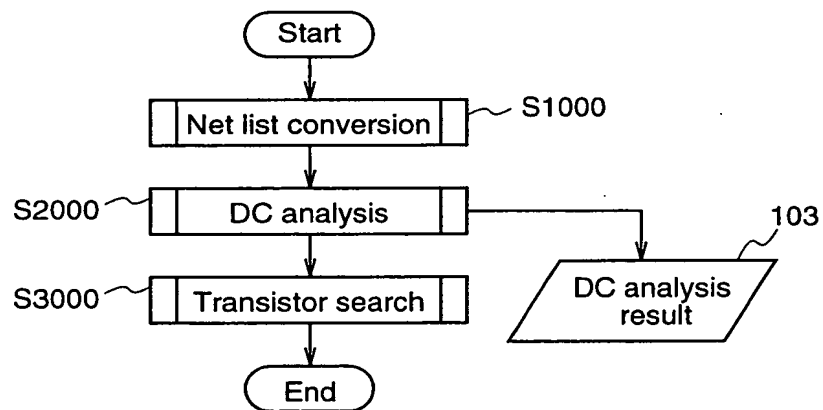 Start
Net list conversion
S1000
S2000
DC analysis
103
S3000
Transistor search
DC analysis
result
End